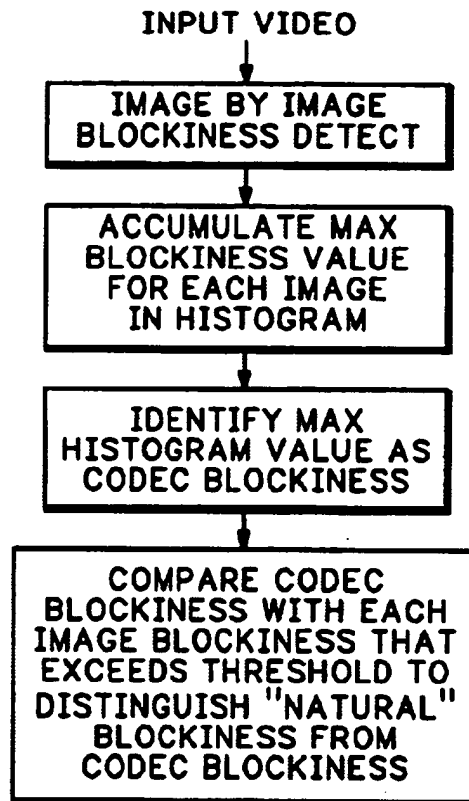 INPUT VIDEO
IMAGE BY IMAGE
BLOCKINESS DETECT
ACCUMULATE MAX
BLOCKINESS VALUE
FOR EACH IMAGE
IN HISTOGRAM
IDENTIFY MAX
HISTOGRAM VALUE AS
CODEC BLOCKINESS
COMPARE CODEC
BLOCKINESS WITH EACH
IMAGE BLOCKINESS THAT
EXCEEDS THRESHOLD TO
DISTINGUISH "NATURAL"
BLOCKINESS FROM
CODEC BLOCKINESS